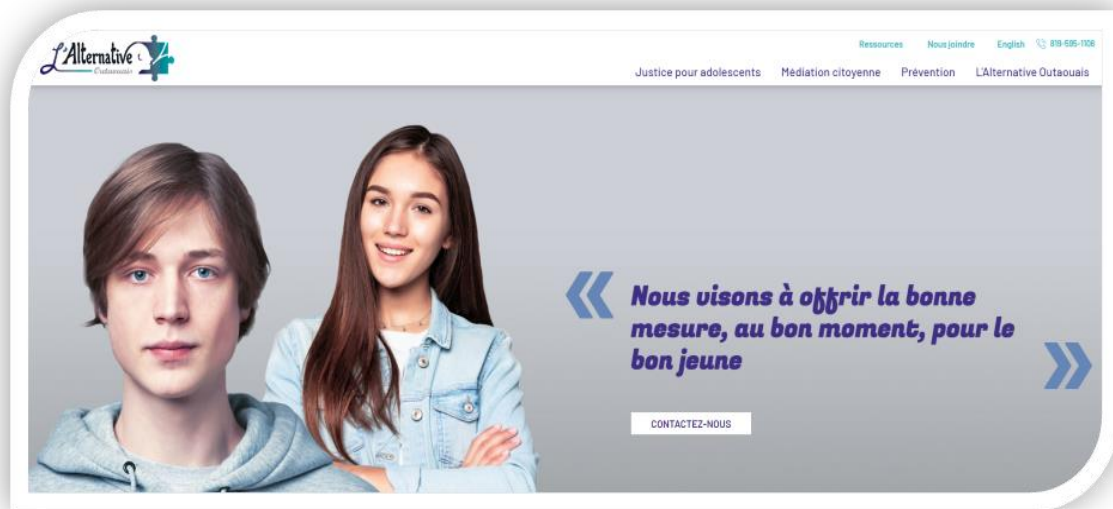 L'Alternative
Outaouais
Ressources Nous joindre English 819-595-1106
Justice pour adolescents Médiation citoyenne Prévention L'Alternative Outaouais
« Nous visons à offrir la bonne
mesure, au bon moment, pour le
bon jeune »
CONTACTEZ-NOUS